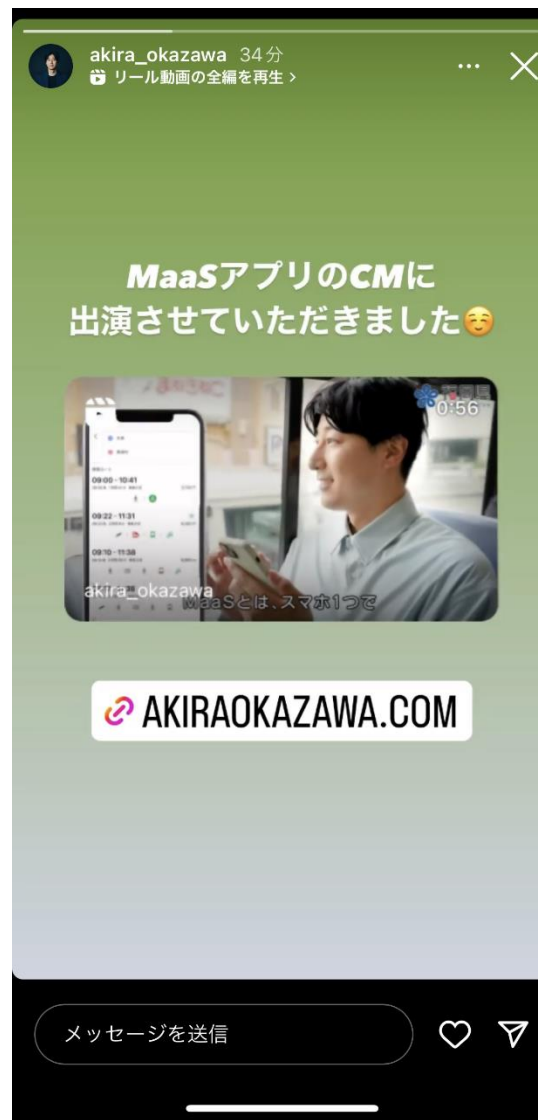 akira_okazawa 34分
リール動画の全編を再生 >
MaaSアプリのCMに
出演させていただきました☺️
0:56
09:00 - 10:41
09:22 - 11:31
09:10 - 11:38
akira_okazawa
MaaSとは、スマホ1つで
AKIRAOKAZAWA.COM
メッセージを送信